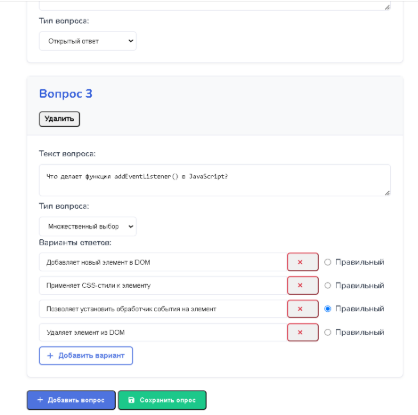 Тип вопроса:
Открытый ответ
Вопрос 3
Удалить
Текст вопроса:
Что делает функция addEventListener() в JavaScript?
Тип вопроса:
Множественный выбор
Варианты ответов:
Добавляет новый элемент в DOM × Правильный
Применяет CSS-стили к элементу × Правильный
Позволяет установить обработчик события на элемент × Правильный
Удаляет элемент из DOM × Правильный
+ Добавить вариант
+ Добавить вопрос Сохранить опрос